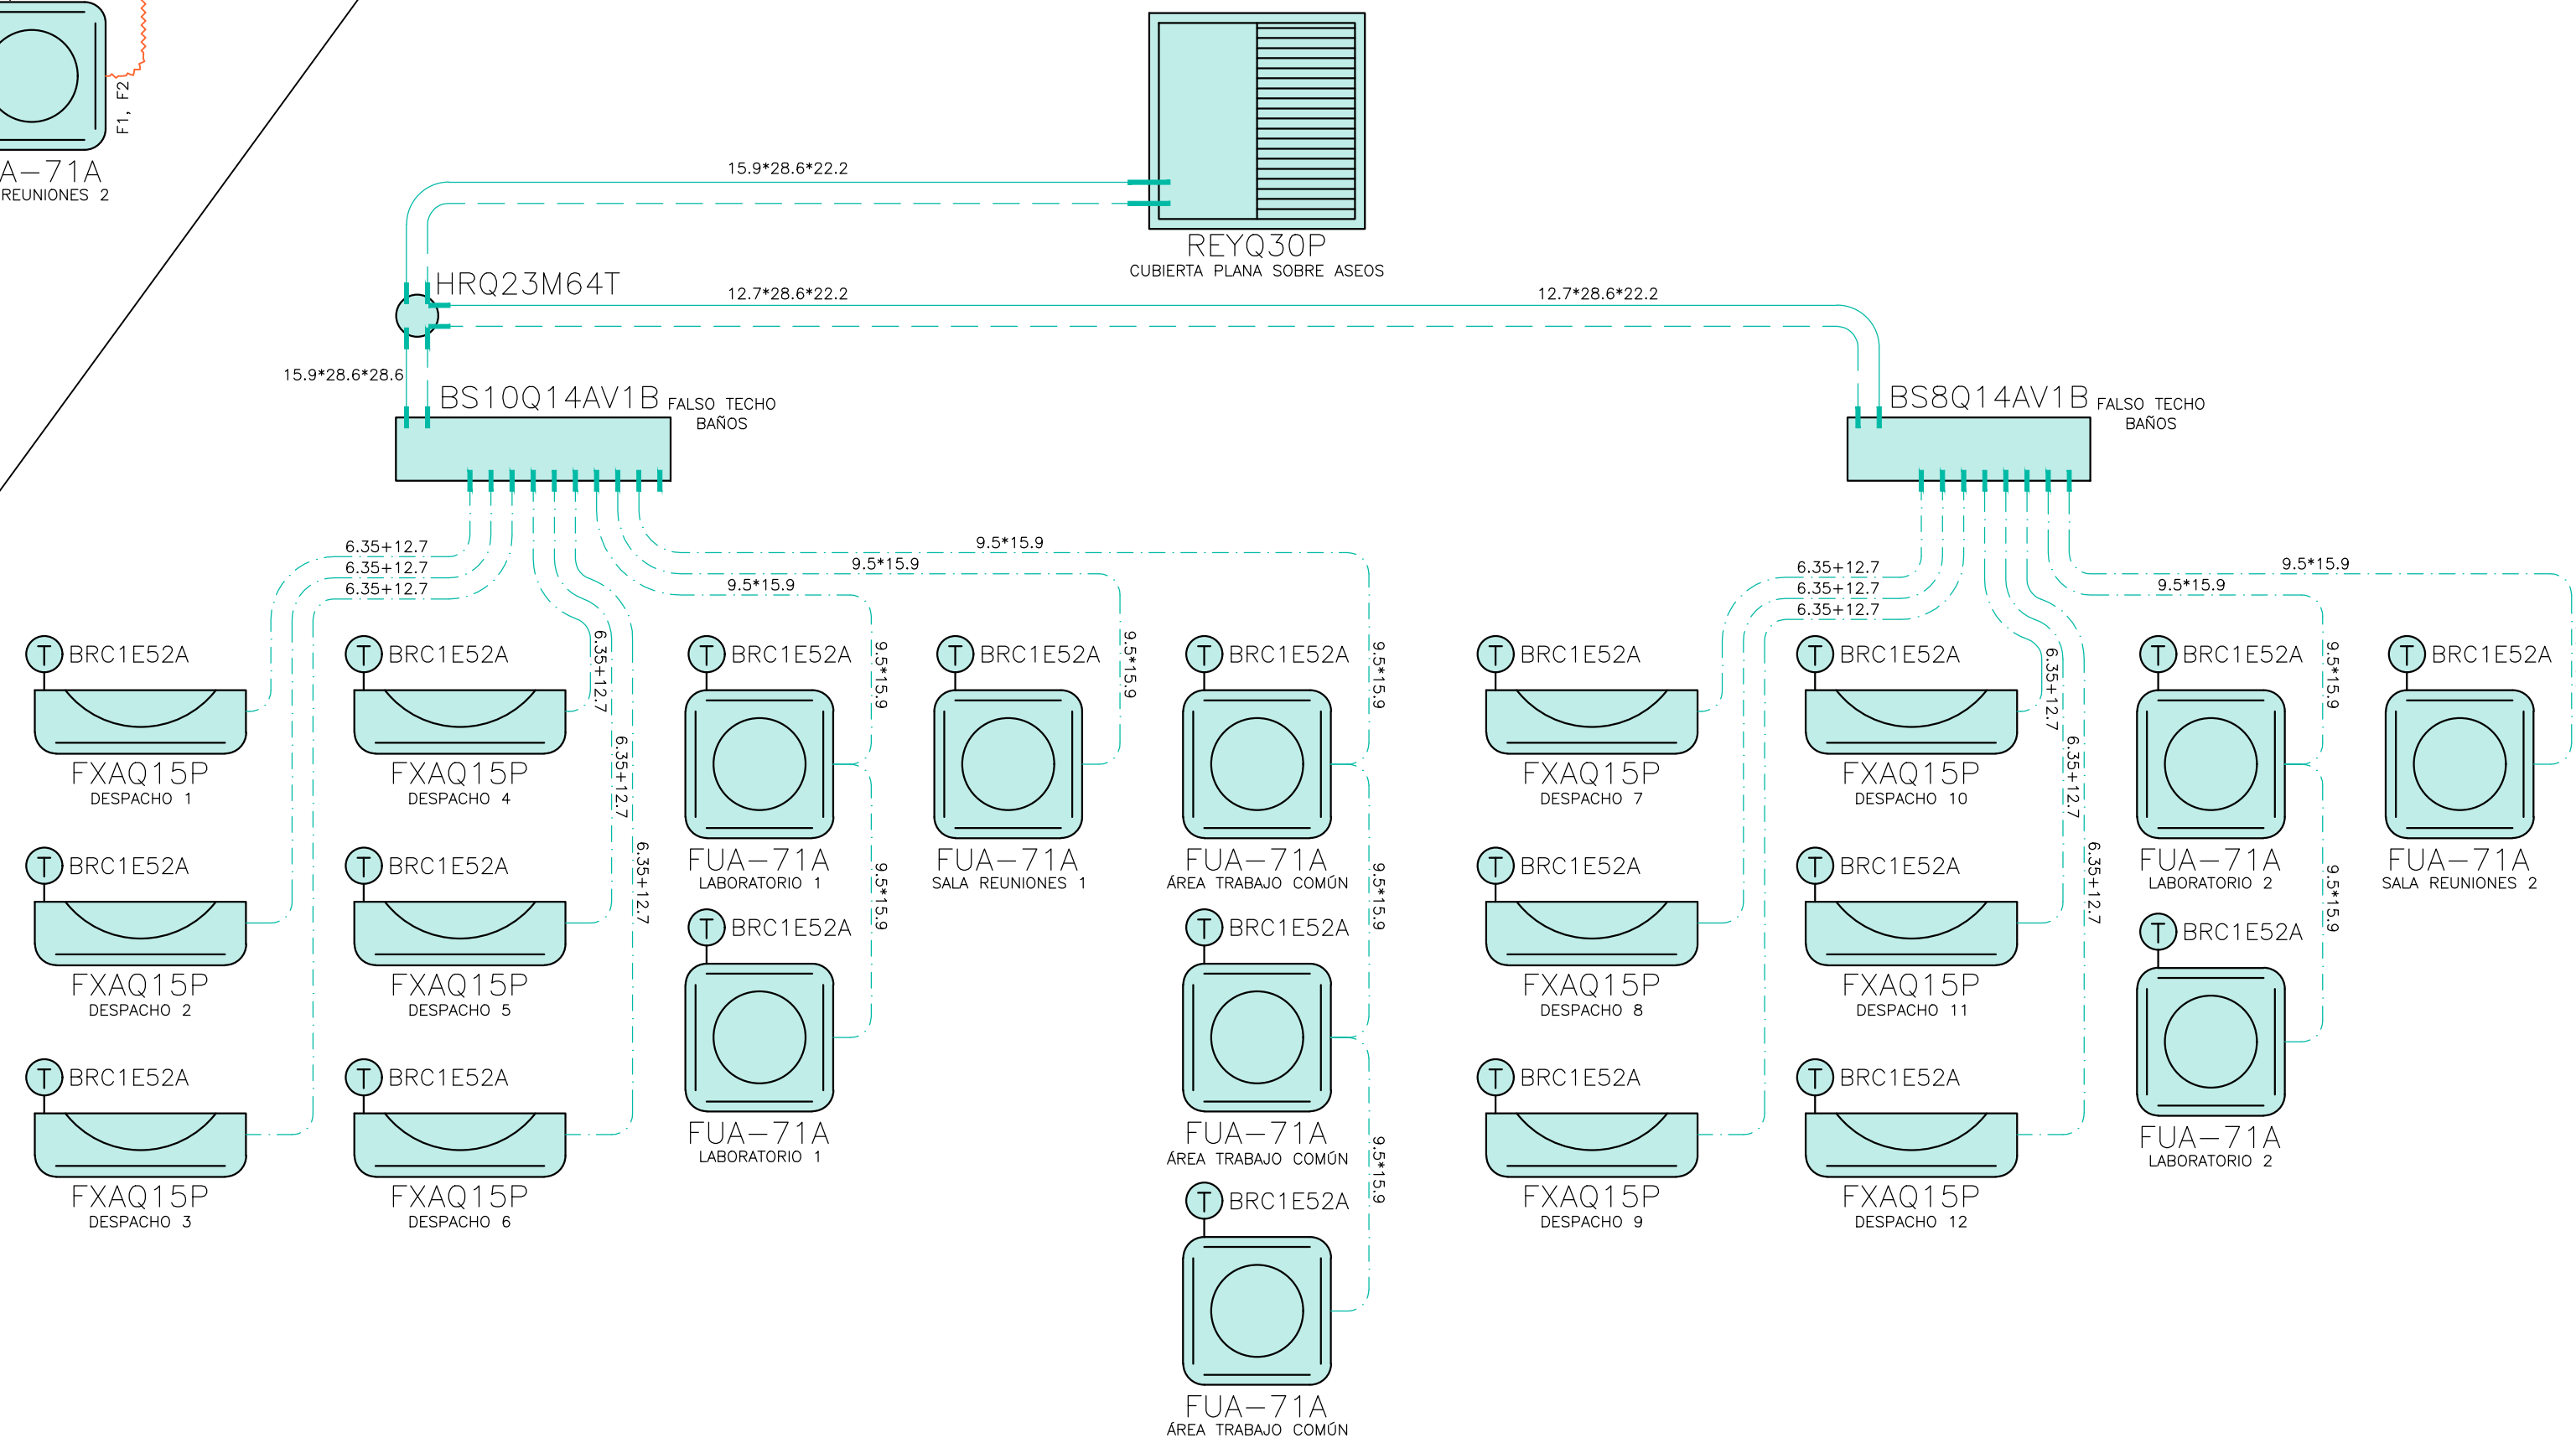 F1, F2
A-71A
REUNIONES 2
15.9*28.6*22.2
REYQ30P
CUBIERTA PLANA SOBRE ASEOS
HRQ23M64T
12.7*28.6*22.2
12.7*28.6*22.2
15.9*28.6*28.6
BS10Q14AV1B
FALSO TECHO
BAÑOS
BS8Q14AV1B
FALSO TECHO
BAÑOS
6.35+12.7
6.35+12.7
6.35+12.7
9.5*15.9
9.5*15.9
9.5*15.9
6.35+12.7
6.35+12.7
6.35+12.7
9.5*15.9
9.5*15.9
T BRC1E52A
FXAQ15P
DESPACHO 1
T BRC1E52A
FXAQ15P
DESPACHO 2
T BRC1E52A
FXAQ15P
DESPACHO 3
T BRC1E52A
FXAQ15P
DESPACHO 4
6.35+12.7
T BRC1E52A
FXAQ15P
DESPACHO 5
6.35+12.7
T BRC1E52A
FXAQ15P
DESPACHO 6
6.35+12.7
T BRC1E52A
9.5*15.9
FUA-71A
LABORATORIO 1
T BRC1E52A
9.5*15.9
FUA-71A
LABORATORIO 1
T BRC1E52A
9.5*15.9
FUA-71A
SALA REUNIONES 1
T BRC1E52A
9.5*15.9
FUA-71A
ÁREA TRABAJO COMÚN
T BRC1E52A
9.5*15.9
FUA-71A
ÁREA TRABAJO COMÚN
T BRC1E52A
9.5*15.9
FUA-71A
ÁREA TRABAJO COMÚN
T BRC1E52A
FXAQ15P
DESPACHO 7
T BRC1E52A
FXAQ15P
DESPACHO 8
T BRC1E52A
FXAQ15P
DESPACHO 9
T BRC1E52A
FXAQ15P
DESPACHO 10
6.35+12.7
T BRC1E52A
FXAQ15P
DESPACHO 11
6.35+12.7
T BRC1E52A
FXAQ15P
DESPACHO 12
6.35+12.7
T BRC1E52A
9.5*15.9
FUA-71A
LABORATORIO 2
T BRC1E52A
9.5*15.9
FUA-71A
LABORATORIO 2
T BRC1E52A
FUA-71A
SALA REUNIONES 2